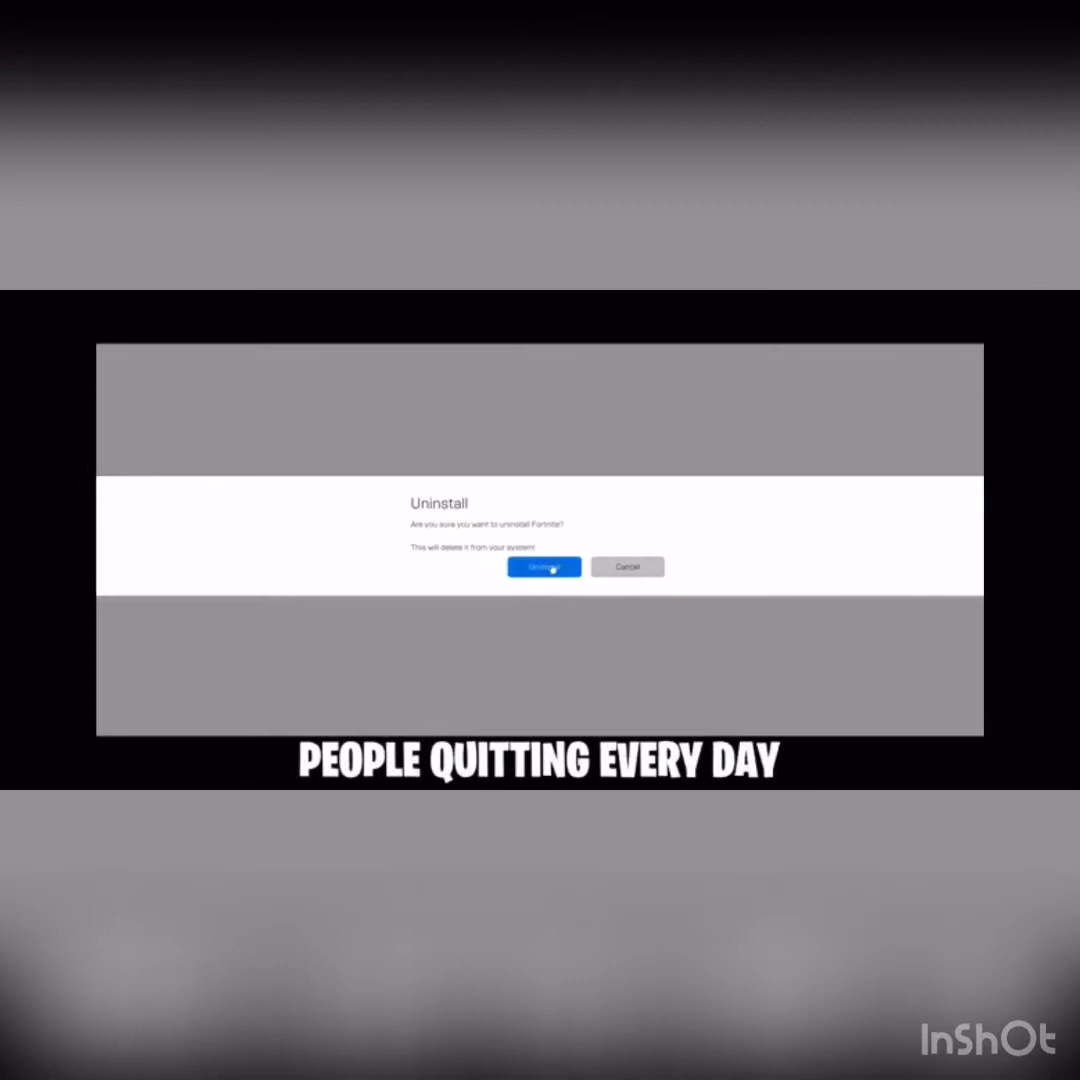 Uninstall
Are you sure you want to uninstall Fortnite?
This will delete it from your system!
Uninstall
Cancel
PEOPLE QUITTING EVERY DAY
InShOt